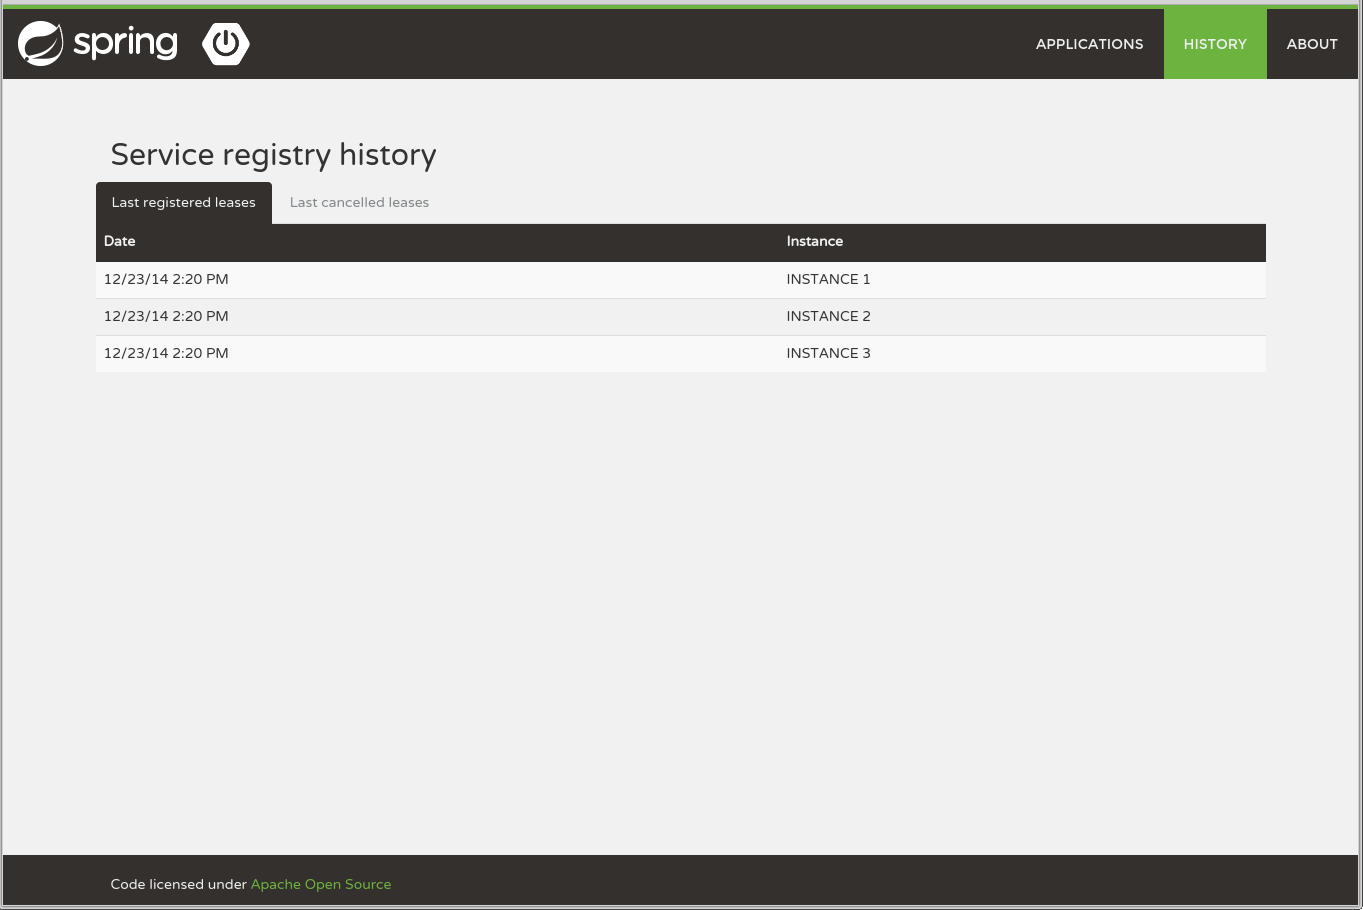 spring
APPLICATIONS HISTORY ABOUT
Service registry history
Last registered leases Last cancelled leases
Date Instance
12/23/14 2:20 PM INSTANCE 1
12/23/14 2:20 PM INSTANCE 2
12/23/14 2:20 PM INSTANCE 3
Code licensed under Apache Open Source